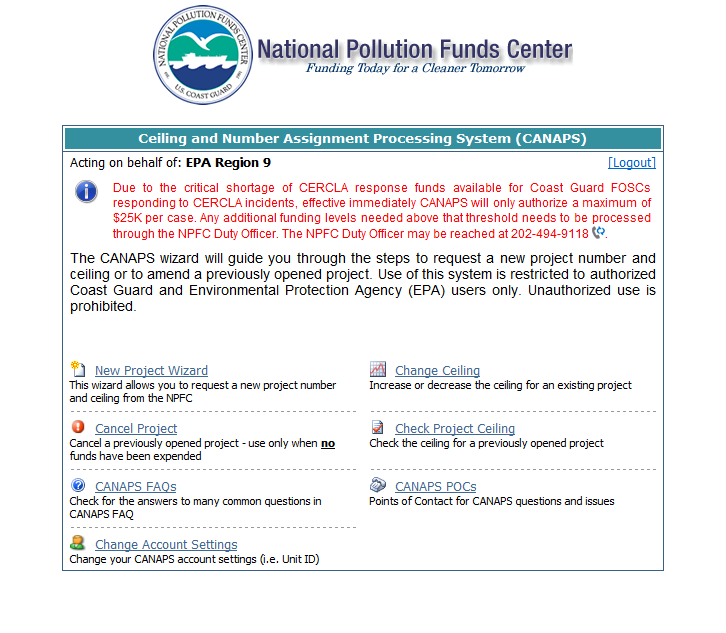 NATIONAL POLLUTION FUNDS CENTER
U.S. COAST GUARD
National Pollution Funds Center
Funding Today for a Cleaner Tomorrow
Ceiling and Number Assignment Processing System (CANAPS)
Acting on behalf of: EPA Region 9 [Logout]
Due to the critical shortage of CERCLA response funds available for Coast Guard FOSCs
responding to CERCLA incidents, effective immediately CANAPS will only authorize a maximum of
$25K per case. Any additional funding levels needed above that threshold needs to be processed
through the NPFC Duty Officer. The NPFC Duty Officer may be reached at 202-494-9118 .
The CANAPS wizard will guide you through the steps to request a new project number and
ceiling or to amend a previously opened project. Use of this system is restricted to authorized
Coast Guard and Environmental Protection Agency (EPA) users only. Unauthorized use is
prohibited.
New Project Wizard
This wizard allows you to request a new project number
and ceiling from the NPFC
Change Ceiling
Increase or decrease the ceiling for an existing project
Cancel Project
Cancel a previously opened project - use only when no
funds have been expended
Check Project Ceiling
Check the ceiling for a previously opened project
CANAPS FAQs
Check for the answers to many common questions in
CANAPS FAQ
CANAPS POCs
Points of Contact for CANAPS questions and issues
Change Account Settings
Change your CANAPS account settings (i.e. Unit ID)